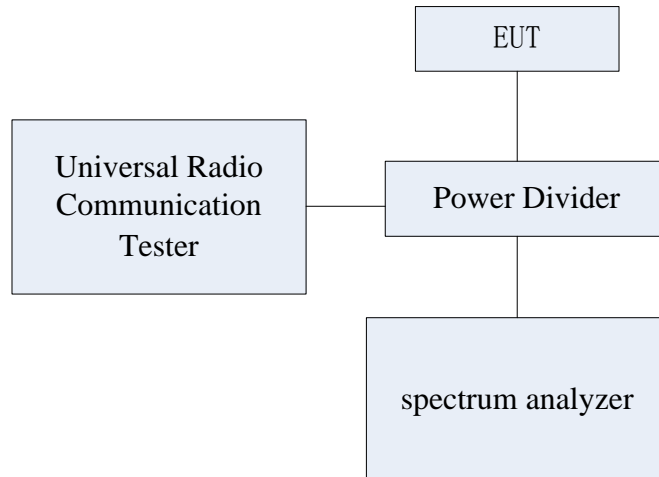 EUT
Universal Radio
Communication
Tester
Power Divider
spectrum analyzer